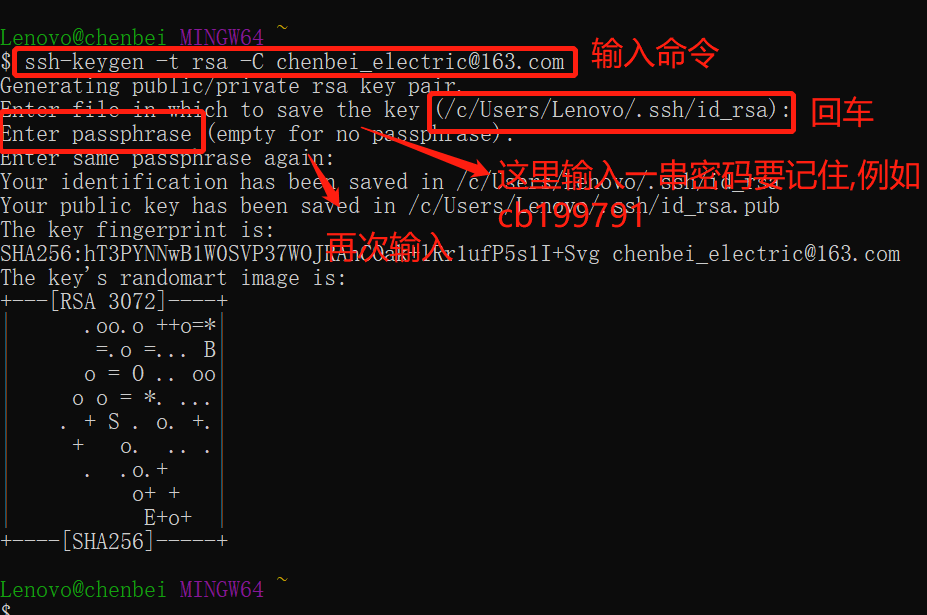 Lenovo@chenbei MINGW64 ~
$ ssh-keygen -t rsa -C chenbei_electric@163.com 输入命令
Generating public/private rsa key pair.
Enter file in which to save the key (/c/Users/Lenovo/.ssh/id_rsa): 回车
Enter passphrase (empty for no passphrase):
Enter same passphrase again:
这里输入一串密码要记住,例如
Your identification has been saved in /c/Users/Lenovo/.ssh/id_rsa
Your public key has been saved in /c/Users/Lenovo/.ssh/id_rsa.pub
cb199791
The key fingerprint is:
再次输入
SHA256: chenbei_electric@163.com
The key's randomart image is:
+---[RSA 3072]----+
| .oo.o ++o=*|
| =.o =... B|
| o = O .. oo|
| o o = *. ...|
| . + S . o. +.|
| + o. .. .|
| . .o.+ |
| o+ + |
| E+o+ |
+----[SHA256]-----+
Lenovo@chenbei MINGW64 ~
$